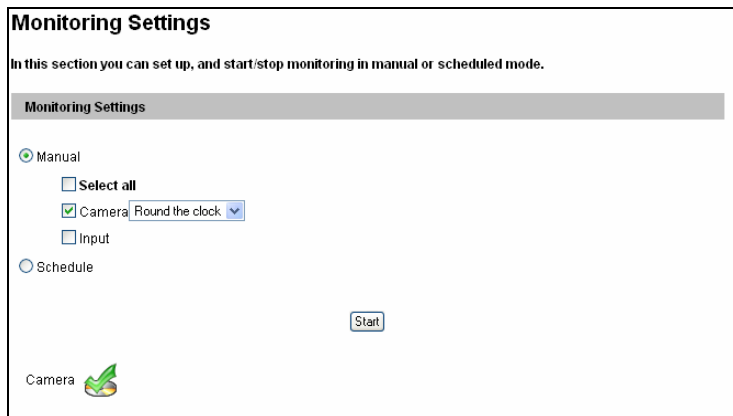 Monitoring Settings
In this section you can set up, and start/stop monitoring in manual or scheduled mode.
Monitoring Settings
Manual
Select all
Camera Round the clock
Input
Schedule
Start
Camera